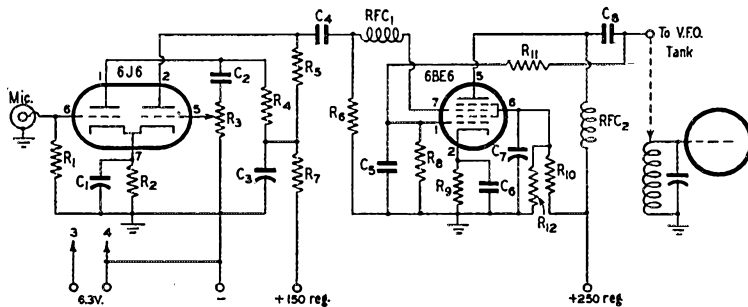 C4
RFC1
C8
To V.F.O.
Tank
6J6
1
2
C2
R5
6BE6
5
R11
Mic.
6
5
R3
R4
7
6
R6
1
2
C7
RFC2
7
R1
C1
R2
C3
R7
C5
R8
R9
C6
R10
R12
3
4
6.3V.
–
+150 reg.
+250 reg.